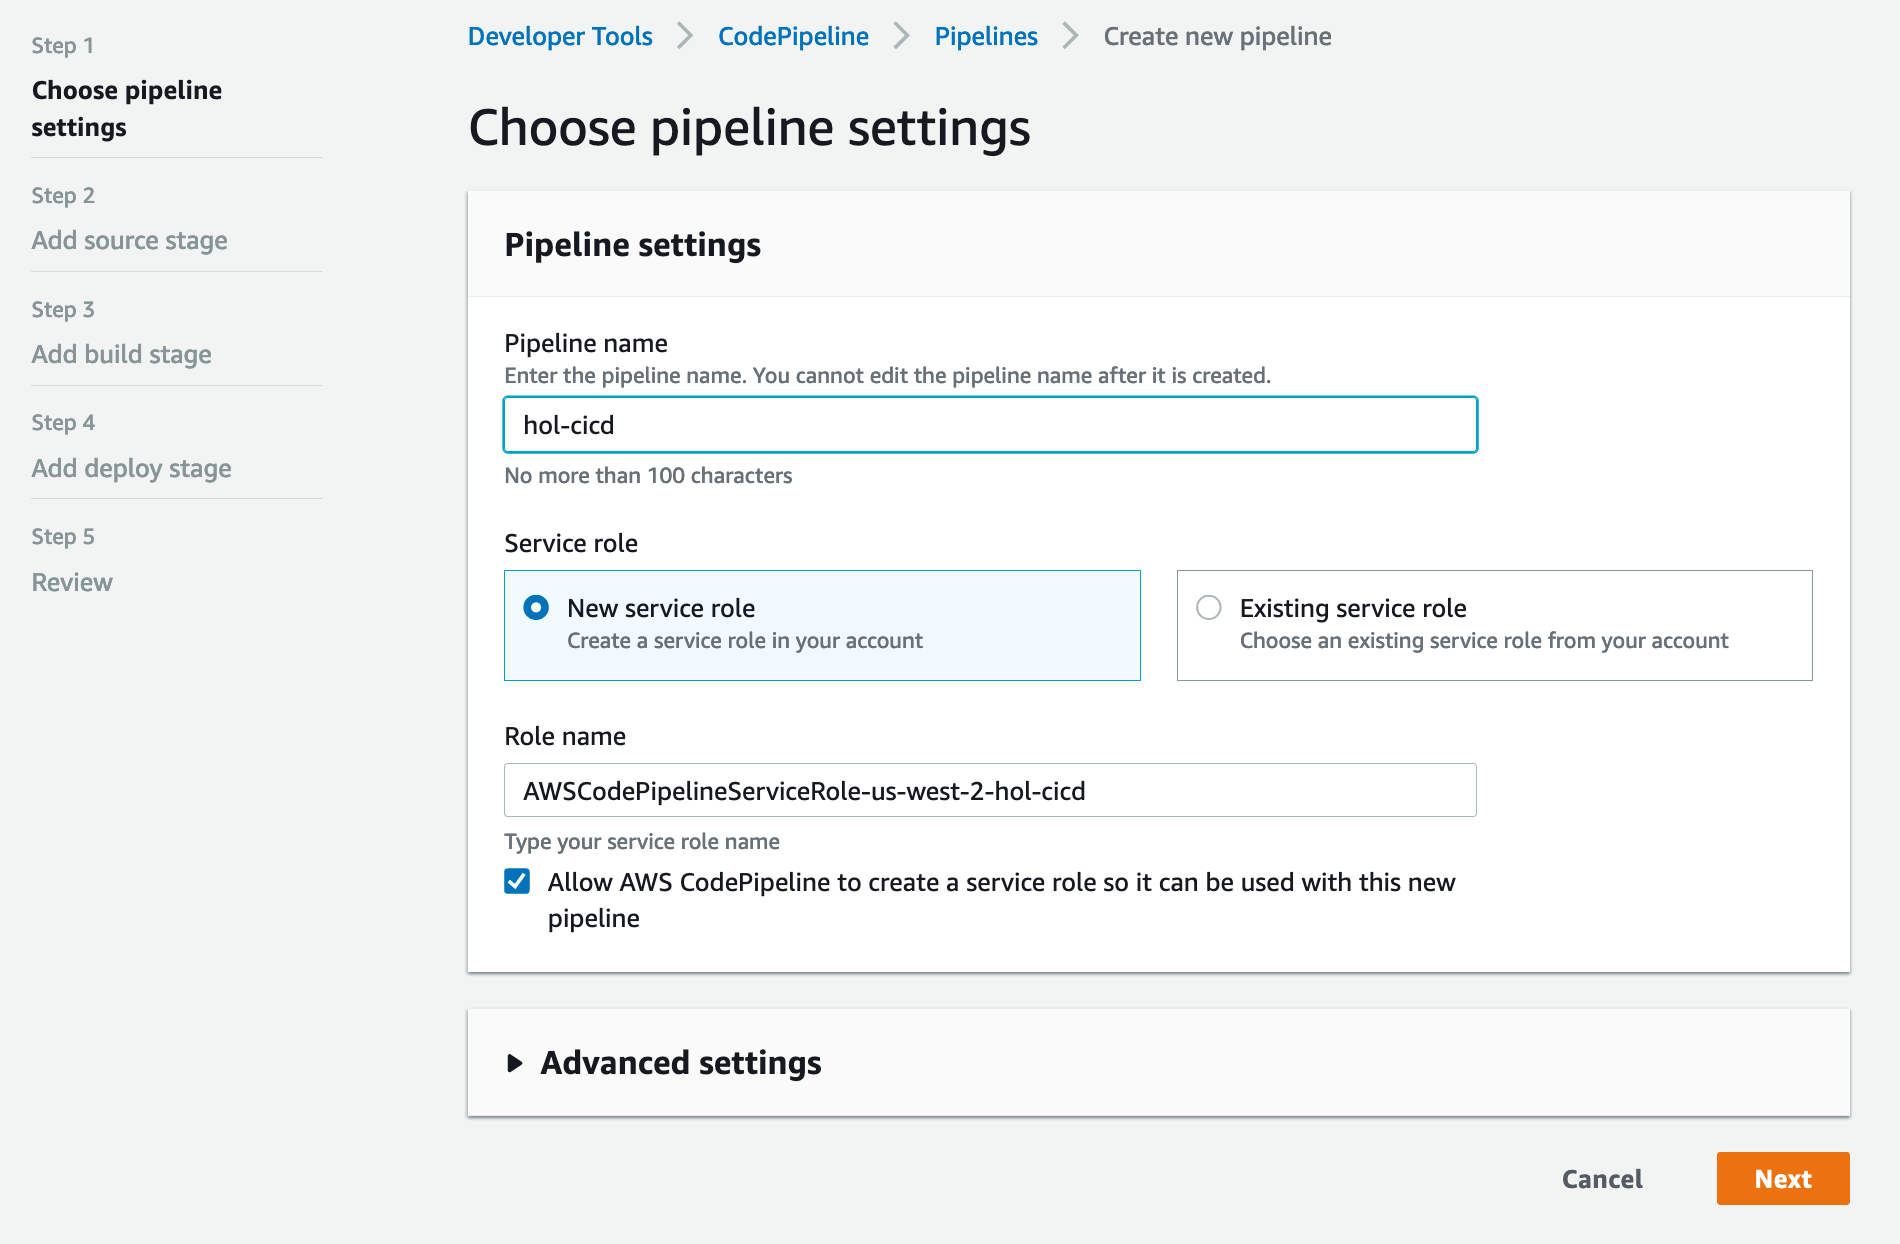 Step 1
Choose pipeline
settings
Step 2
Add source stage
Step 3
Add build stage
Step 4
Add deploy stage
Step 5
Review
Developer Tools
CodePipeline
Pipelines
Create new pipeline
Choose pipeline settings
Pipeline settings
Pipeline name
Enter the pipeline name. You cannot edit the pipeline name after it is created.
hol-cicd
No more than 100 characters
Service role
New service role
Create a service role in your account
Existing service role
Choose an existing service role from your account
Role name
AWSCodePipelineServiceRole-us-west-2-hol-cicd
Type your service role name
Allow AWS CodePipeline to create a service role so it can be used with this new
pipeline
Advanced settings
Cancel
Next